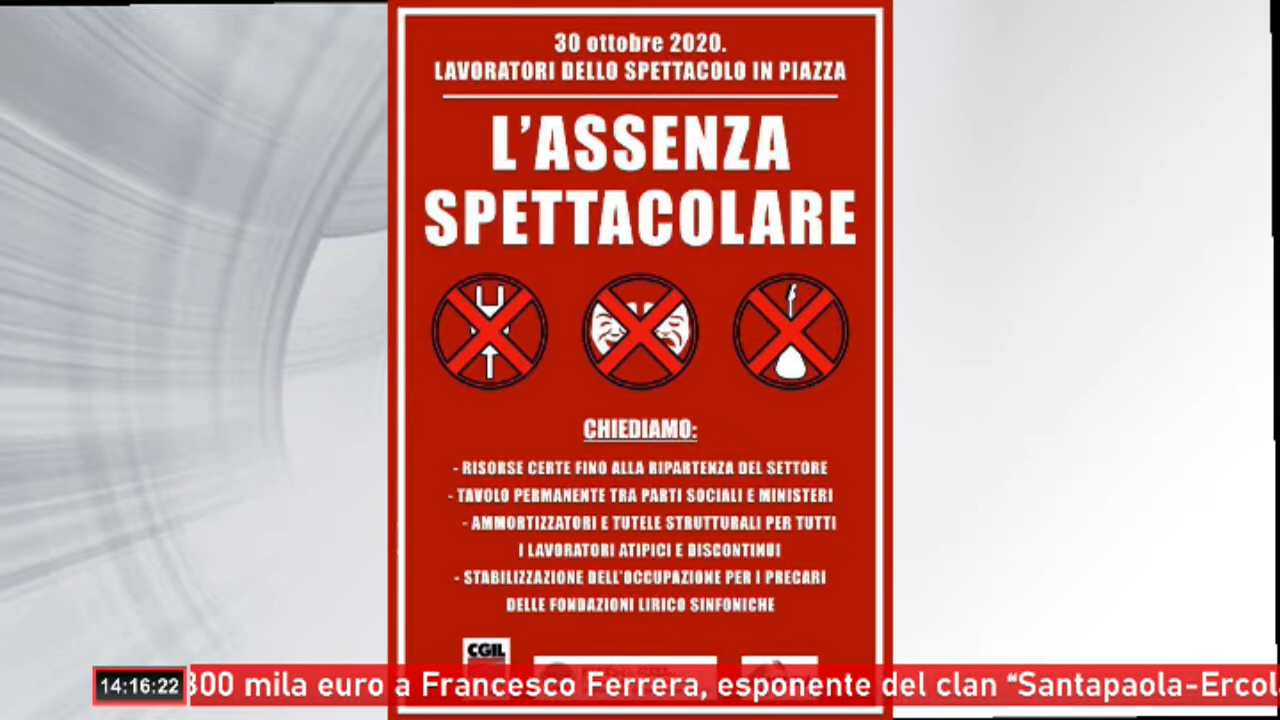 30 ottobre 2020.
LAVORATORI DELLO SPETTACOLO IN PIAZZA
L'ASSENZA
SPETTACOLARE
CHIEDIAMO:
- RISORSE CERTE FINO ALLA RIPARTENZA DEL SETTORE
- TAVOLO PERMANENTE TRA PARTI SOCIALI E MINISTERI
- AMMORTIZZATORI E TUTELE STRUTTURALI PER TUTTI
I LAVORATORI ATIPICI E DISCONTINUI
- STABILIZZAZIONE DELL'OCCUPAZIONE PER I PRECARI
DELLE FONDAZIONI LIRICO SINFONICHE
CGIL
14:16:22 300 mila euro a Francesco Ferrera, esponente del clan “Santapaola-Ercol